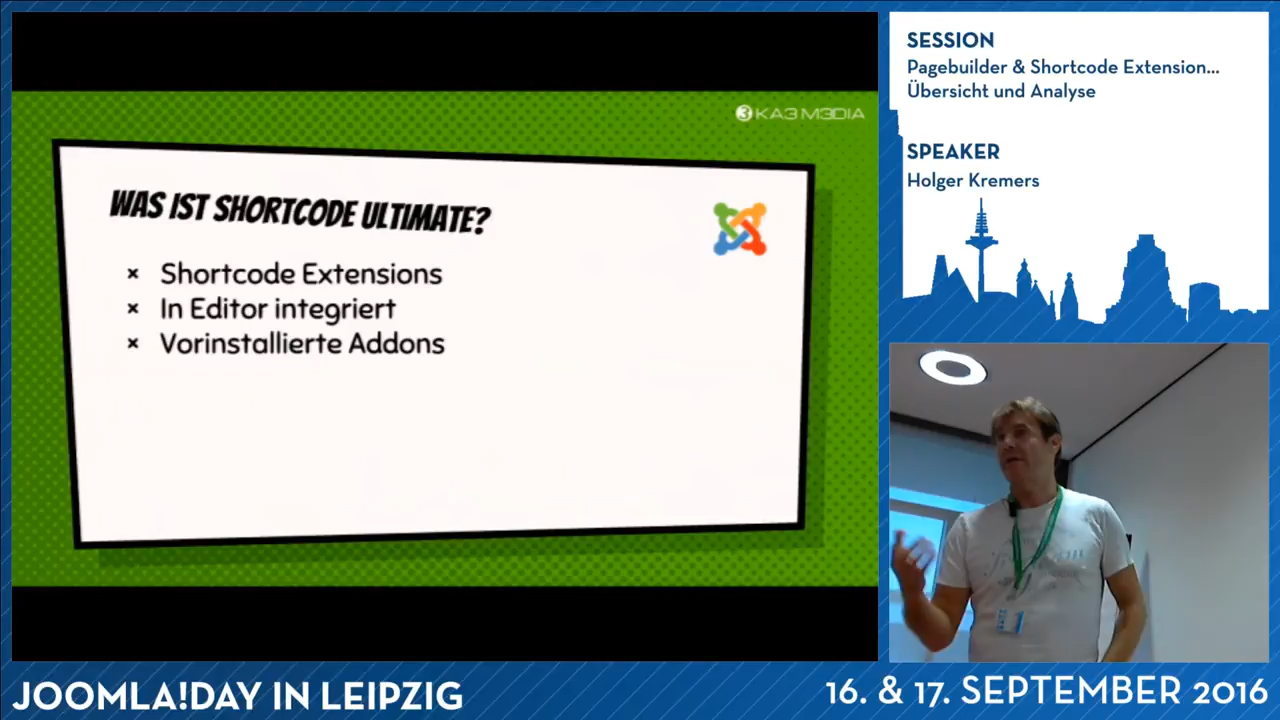 SESSION
Pagebuilder & Shortcode Extension...
Übersicht und Analyse
SPEAKER
Holger Kremers
3 KA3 M3DIA
WAS IST SHORTCODE ULTIMATE?
× Shortcode Extensions
× In Editor integriert
× Vorinstallierte Addons
JOOMLA!DAY IN LEIPZIG
16. & 17. SEPTEMBER 2016